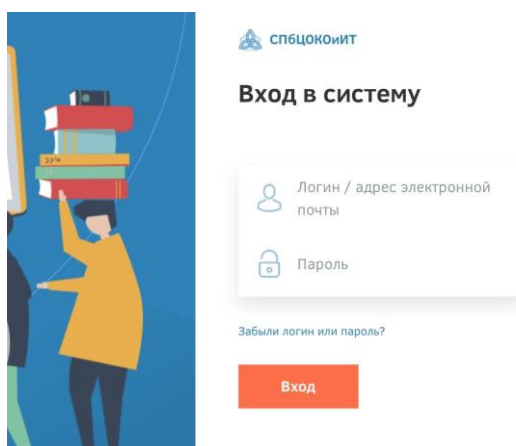 СПбЦОКОиИТ
Вход в систему
Логин / адрес электронной
почты
Пароль
Забыли логин или пароль?
Вход